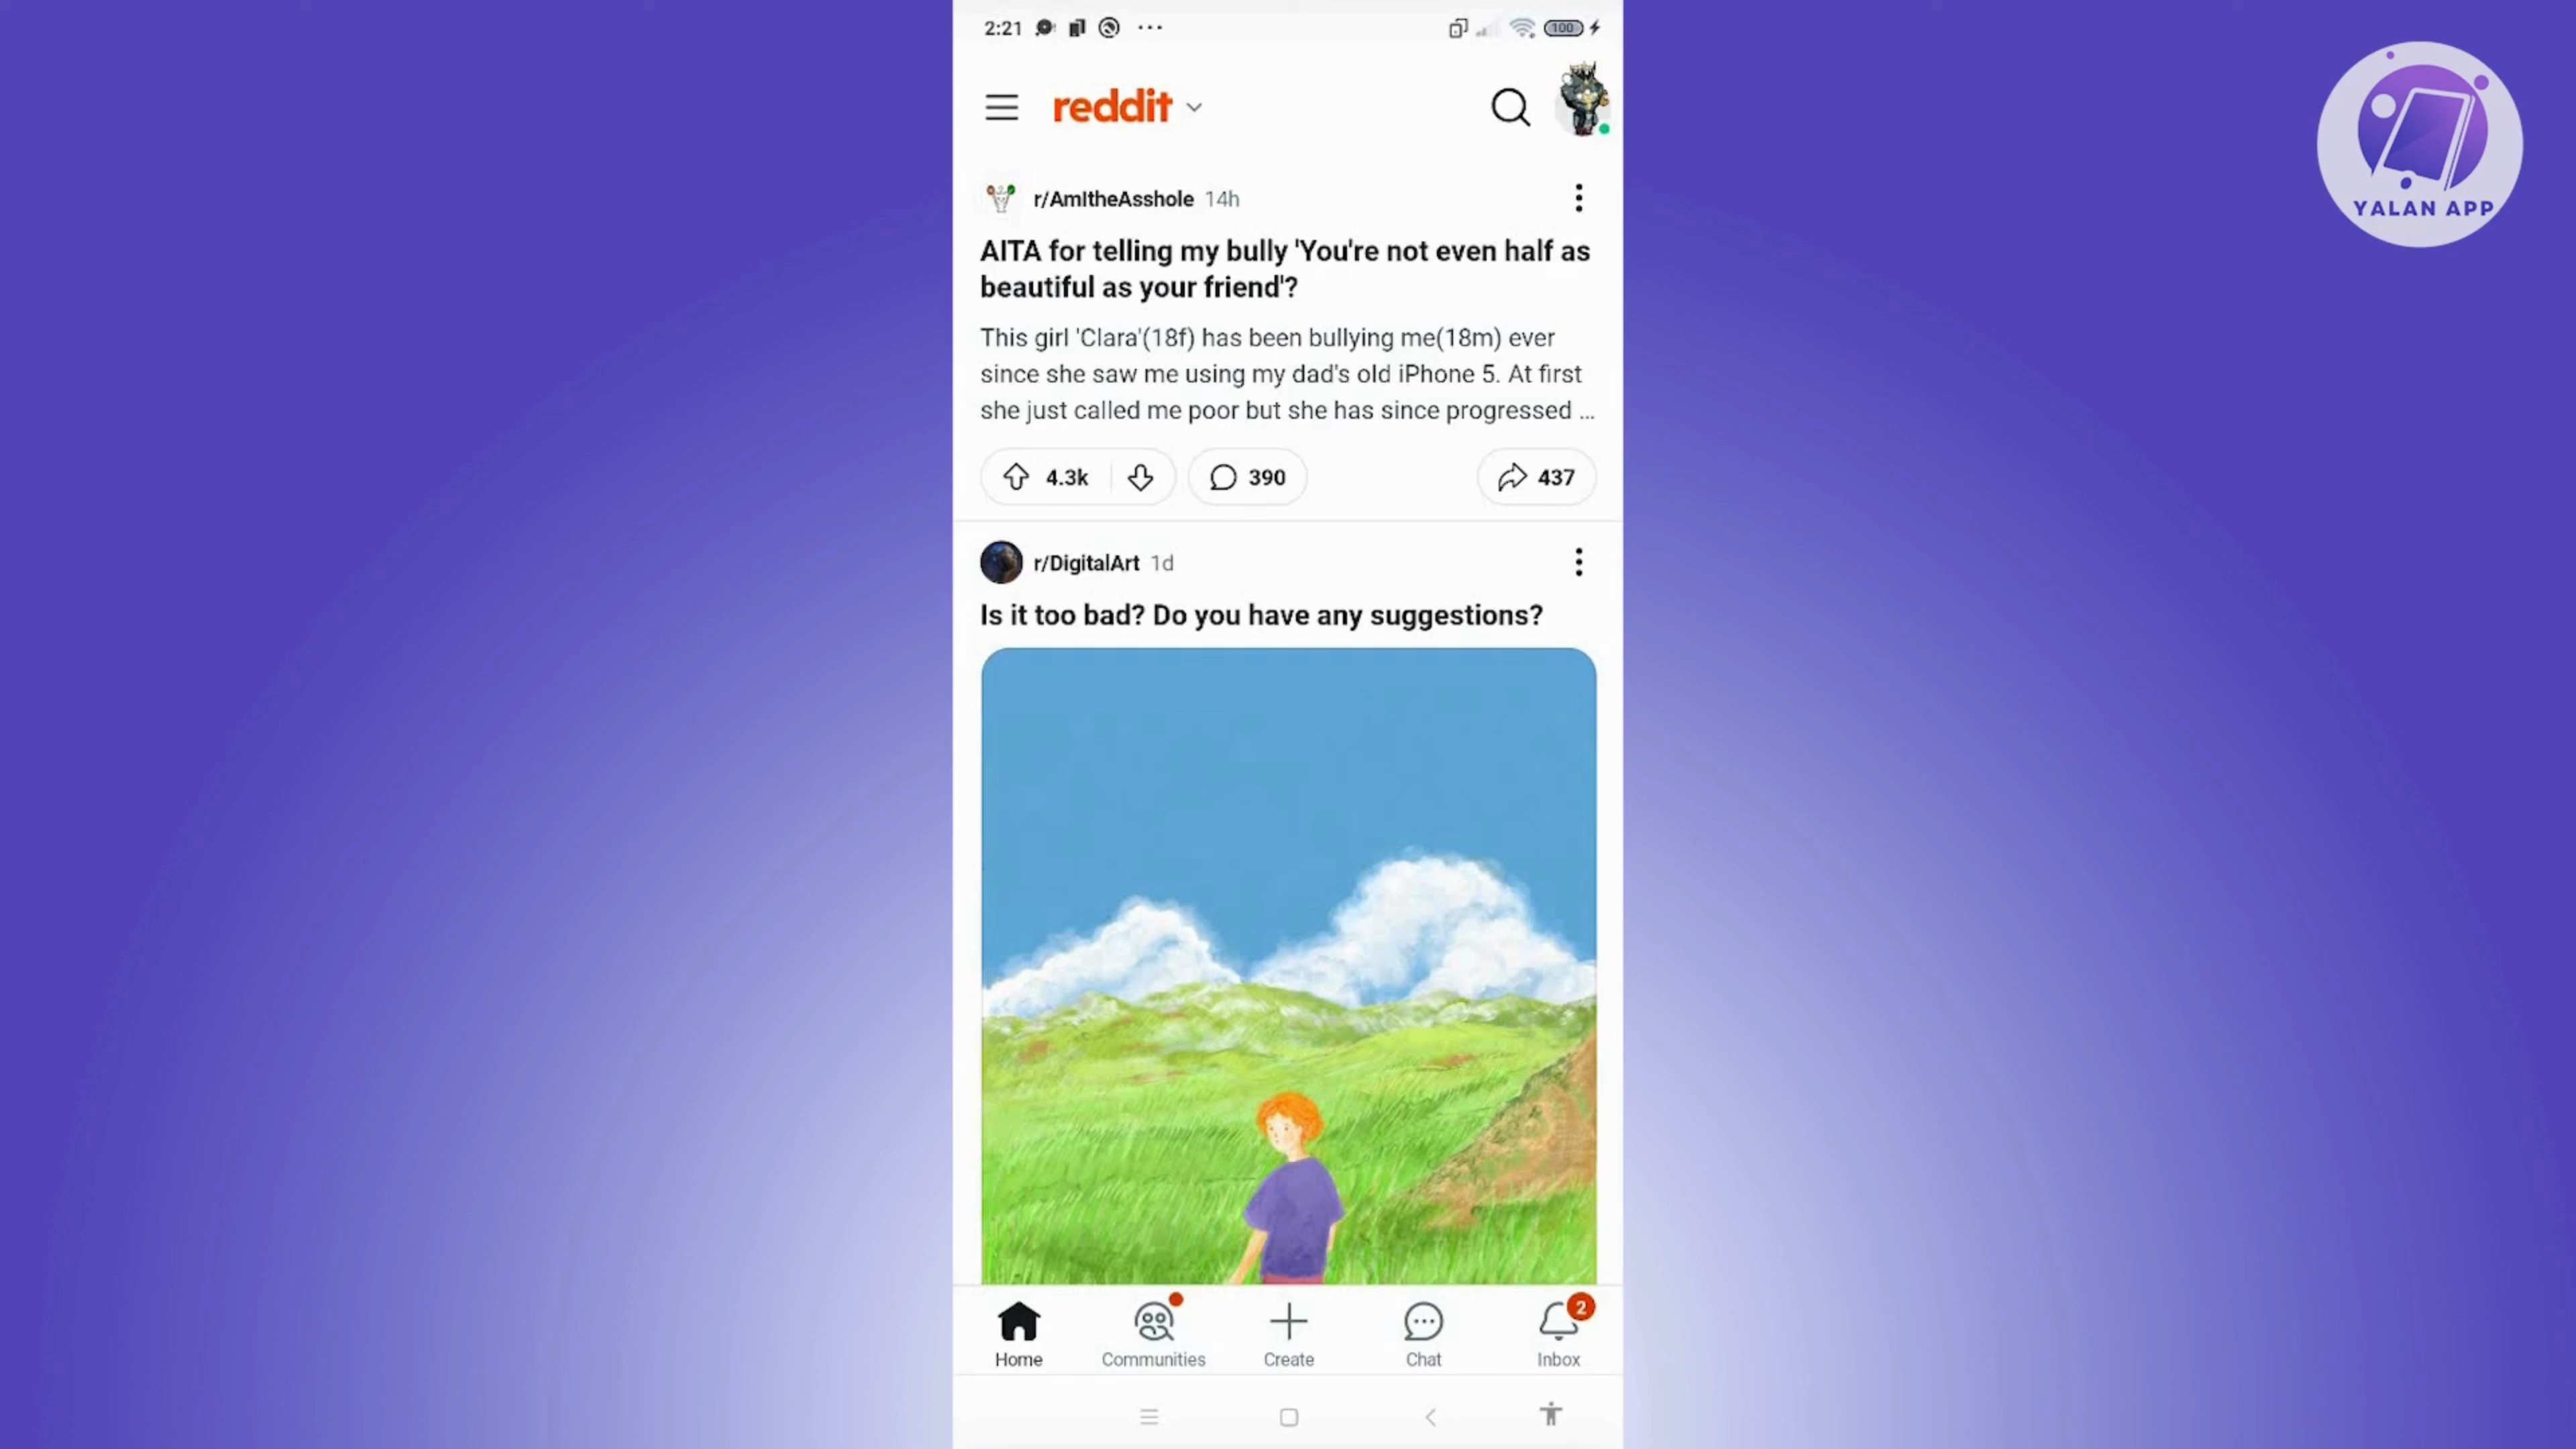 2:21
100
reddit
YALAN APP
r/AmItheAsshole 14h
AITA for telling my bully 'You're not even half as
beautiful as your friend'?
This girl 'Clara'(18f) has been bullying me(18m) ever
since she saw me using my dad's old iPhone 5. At first
she just called me poor but she has since progressed ...
4.3k
390
437
r/DigitalArt 1d
Is it too bad? Do you have any suggestions?
2
Home
Communities
Create
Chat
Inbox